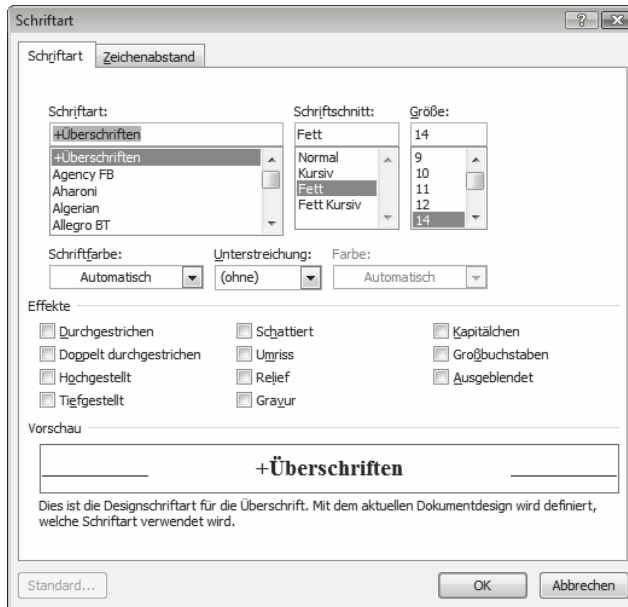 Schriftart
Schriftart Zeichenabstand
Schriftart: Schriftschnitt: Größe:
+Überschriften Fett 14
+Überschriften Normal 9
Agency FB Kursiv 10
Aharoni Fett 11
Algerian Fett Kursiv 12
Allegro BT 14
Schriftfarbe: Unterstreichung: Farbe:
Automatisch (ohne) Automatisch
Effekte
Durchgestrichen Schattiert Kapitälchen
Doppelt durchgestrichen Umriss Großbuchstaben
Hochgestellt Relief Ausgeblendet
Tiefgestellt Gravur
Vorschau
+Überschriften
Dies ist die Designschriftart für die Überschrift. Mit dem aktuellen Dokumentdesign wird definiert,
welche Schriftart verwendet wird.
Standard... OK Abbrechen